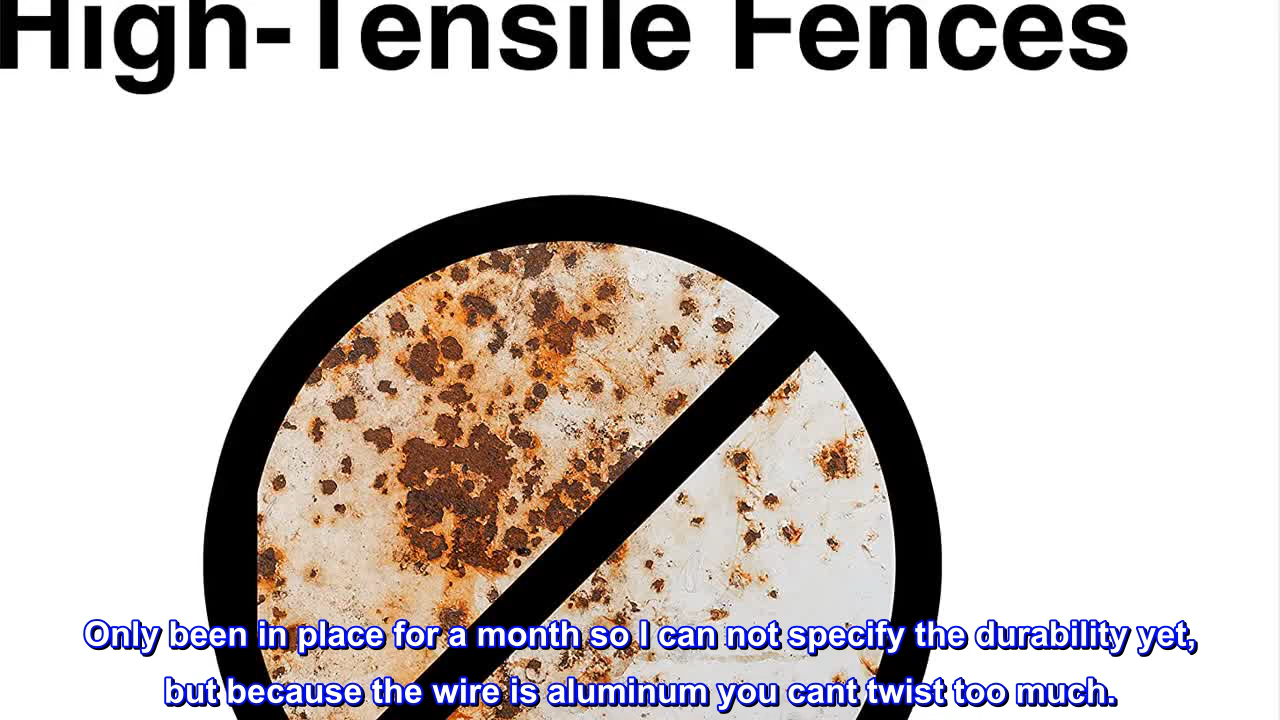 High-Tensile Fences
Only been in place for a month so I can not specify the durability yet,
but because the wire is aluminum you cant twist too much.